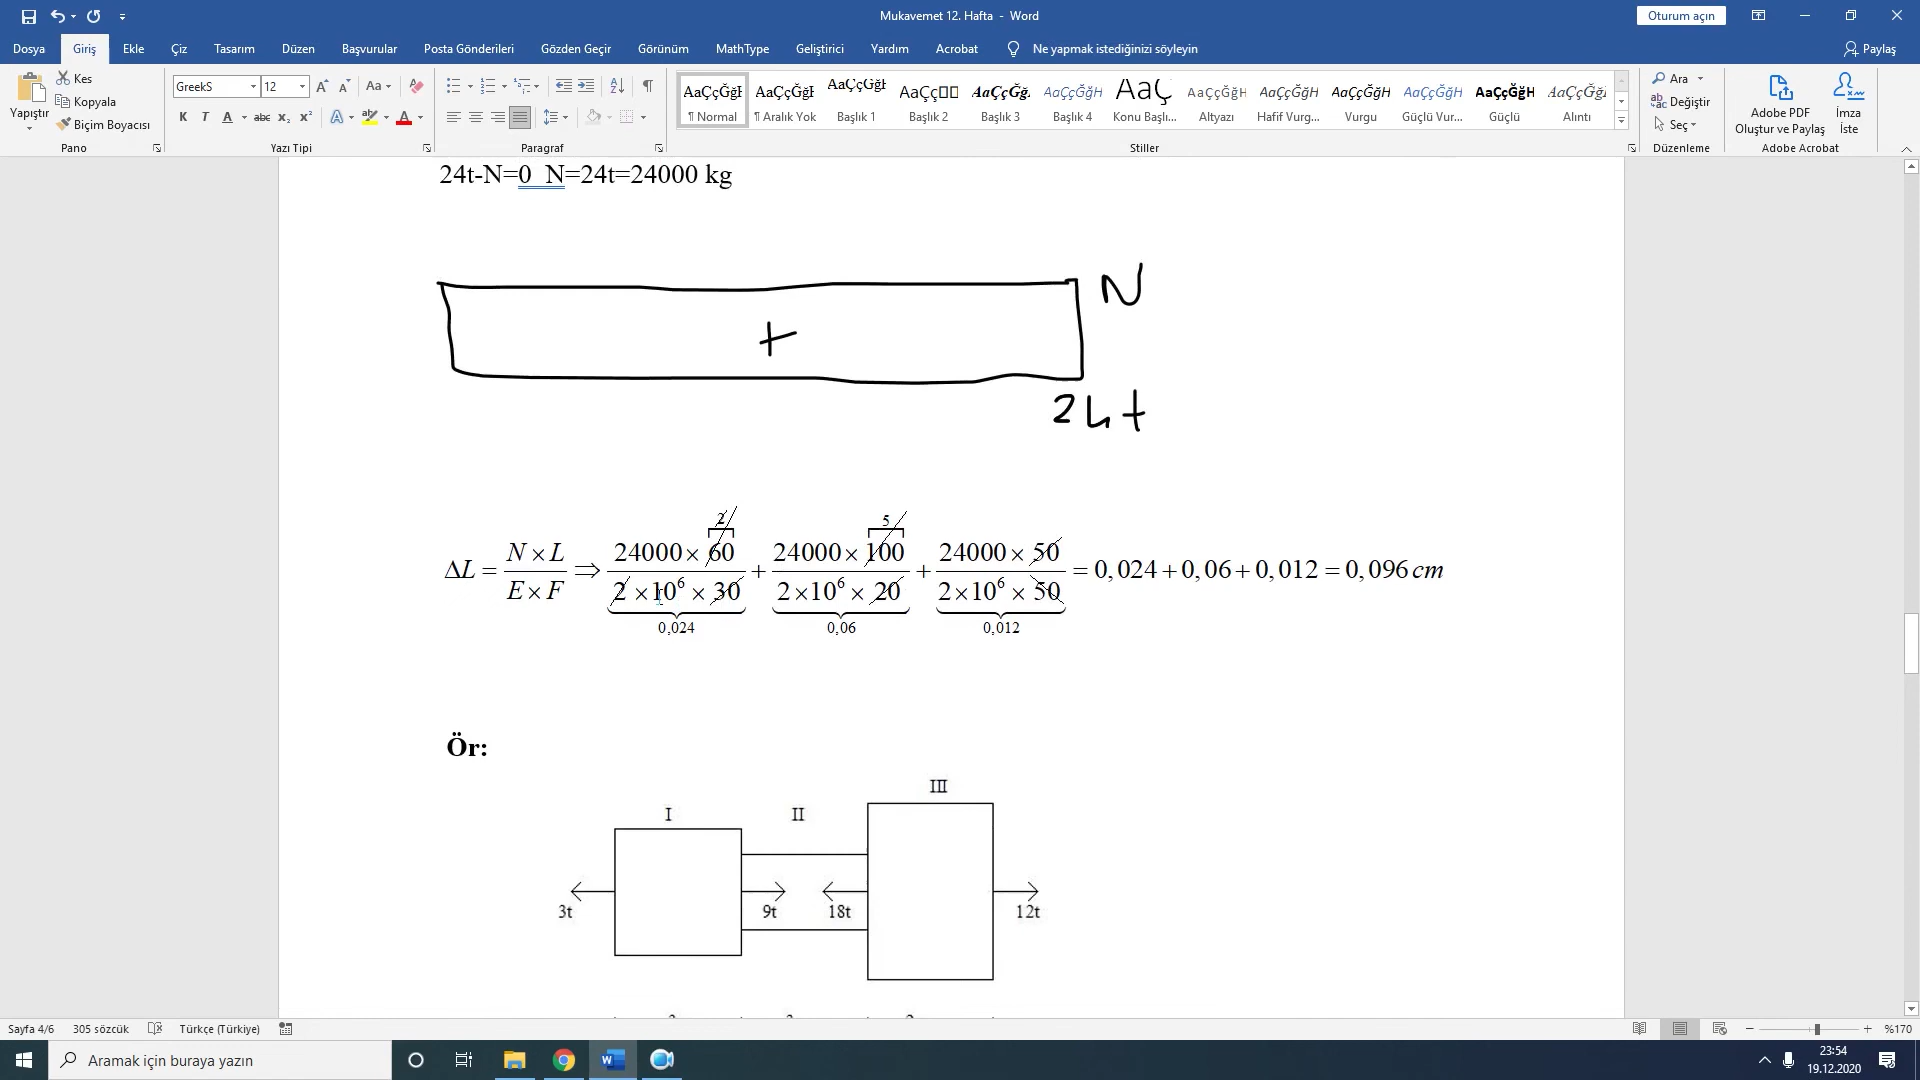 Mukavemet 12. Hafta - Word
Oturum açın
Dosya Giriş Ekle Çiz Tasarım Düzen Başvurular Posta Gönderileri Gözden Geçir Görünüm MathType Geliştirici Yardım Acrobat Ne yapmak istediğinizi söyleyin Paylaş
Yapıştır
Kes
Kopyala
Biçim Boyacısı
Pano
GreekS 12
Yazı Tipi
Paragraf
¶ Normal ¶ Aralık Yok Başlık 1 Başlık 2 Başlık 3 Başlık 4 Konu Başlı... Altyazı Hafif Vurg... Vurgu Güçlü Vur... Güçlü Alıntı
Stiller
Ara
Değiştir
Seç
Düzenleme
Adobe PDF
Oluştur ve Paylaş
İmza
İste
Adobe Acrobat
24t-N=0 N=24t=24000 kg
N
+
24t
ΔL = N×L / E×F ⇒ 24000×60 / 2×10⁶×30 + 24000×100 / 2×10⁶×20 + 24000×50 / 2×10⁶×50 = 0,024+0,06+0,012 = 0,096 cm
2 5
0,024 0,06 0,012
Ör:
I II III
3t 9t 18t 12t
Sayfa 4/6 305 sözcük Türkçe (Türkiye) %170
Aramak için buraya yazın
23:54
19.12.2020